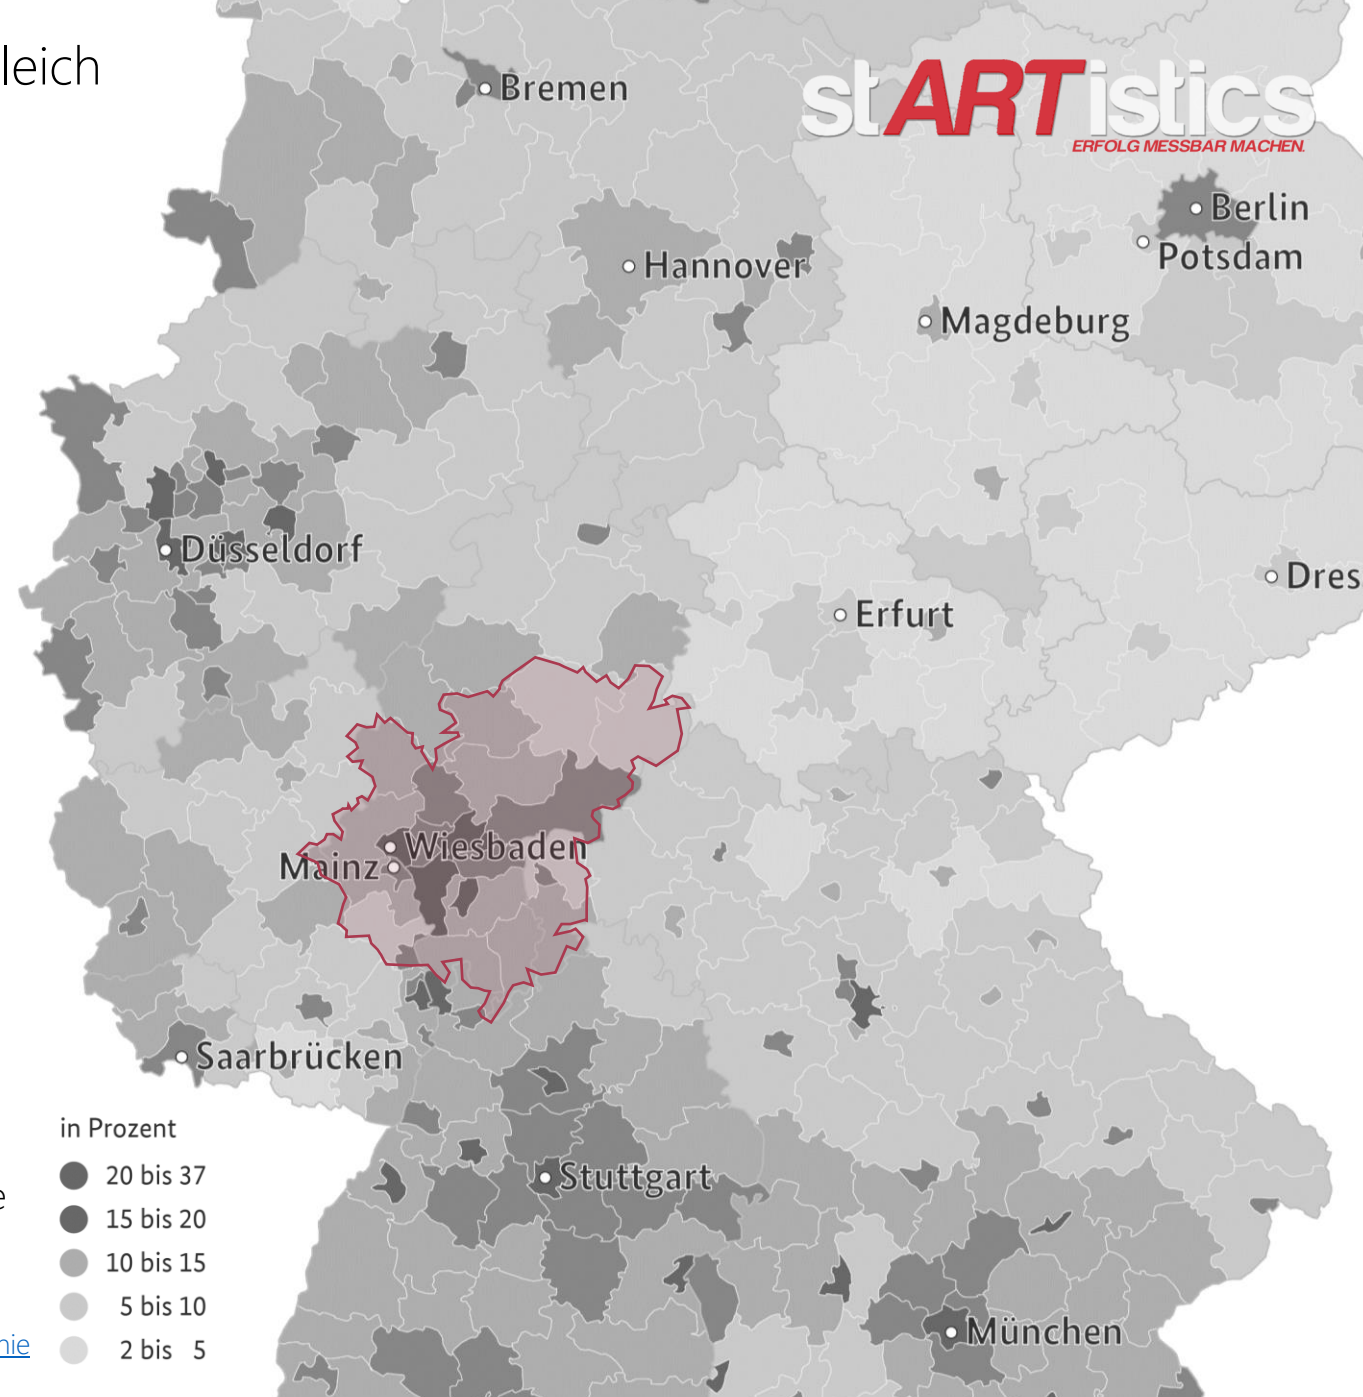 leich
stARTistics
ERFOLG MESSBAR MACHEN.
Bremen
Berlin
Potsdam
Hannover
Magdeburg
Düsseldorf
Dres
Erfurt
Wiesbaden
Mainz
Saarbrücken
in Prozent
20 bis 37
15 bis 20
10 bis 15
5 bis 10
2 bis 5
e
nie
Stuttgart
München